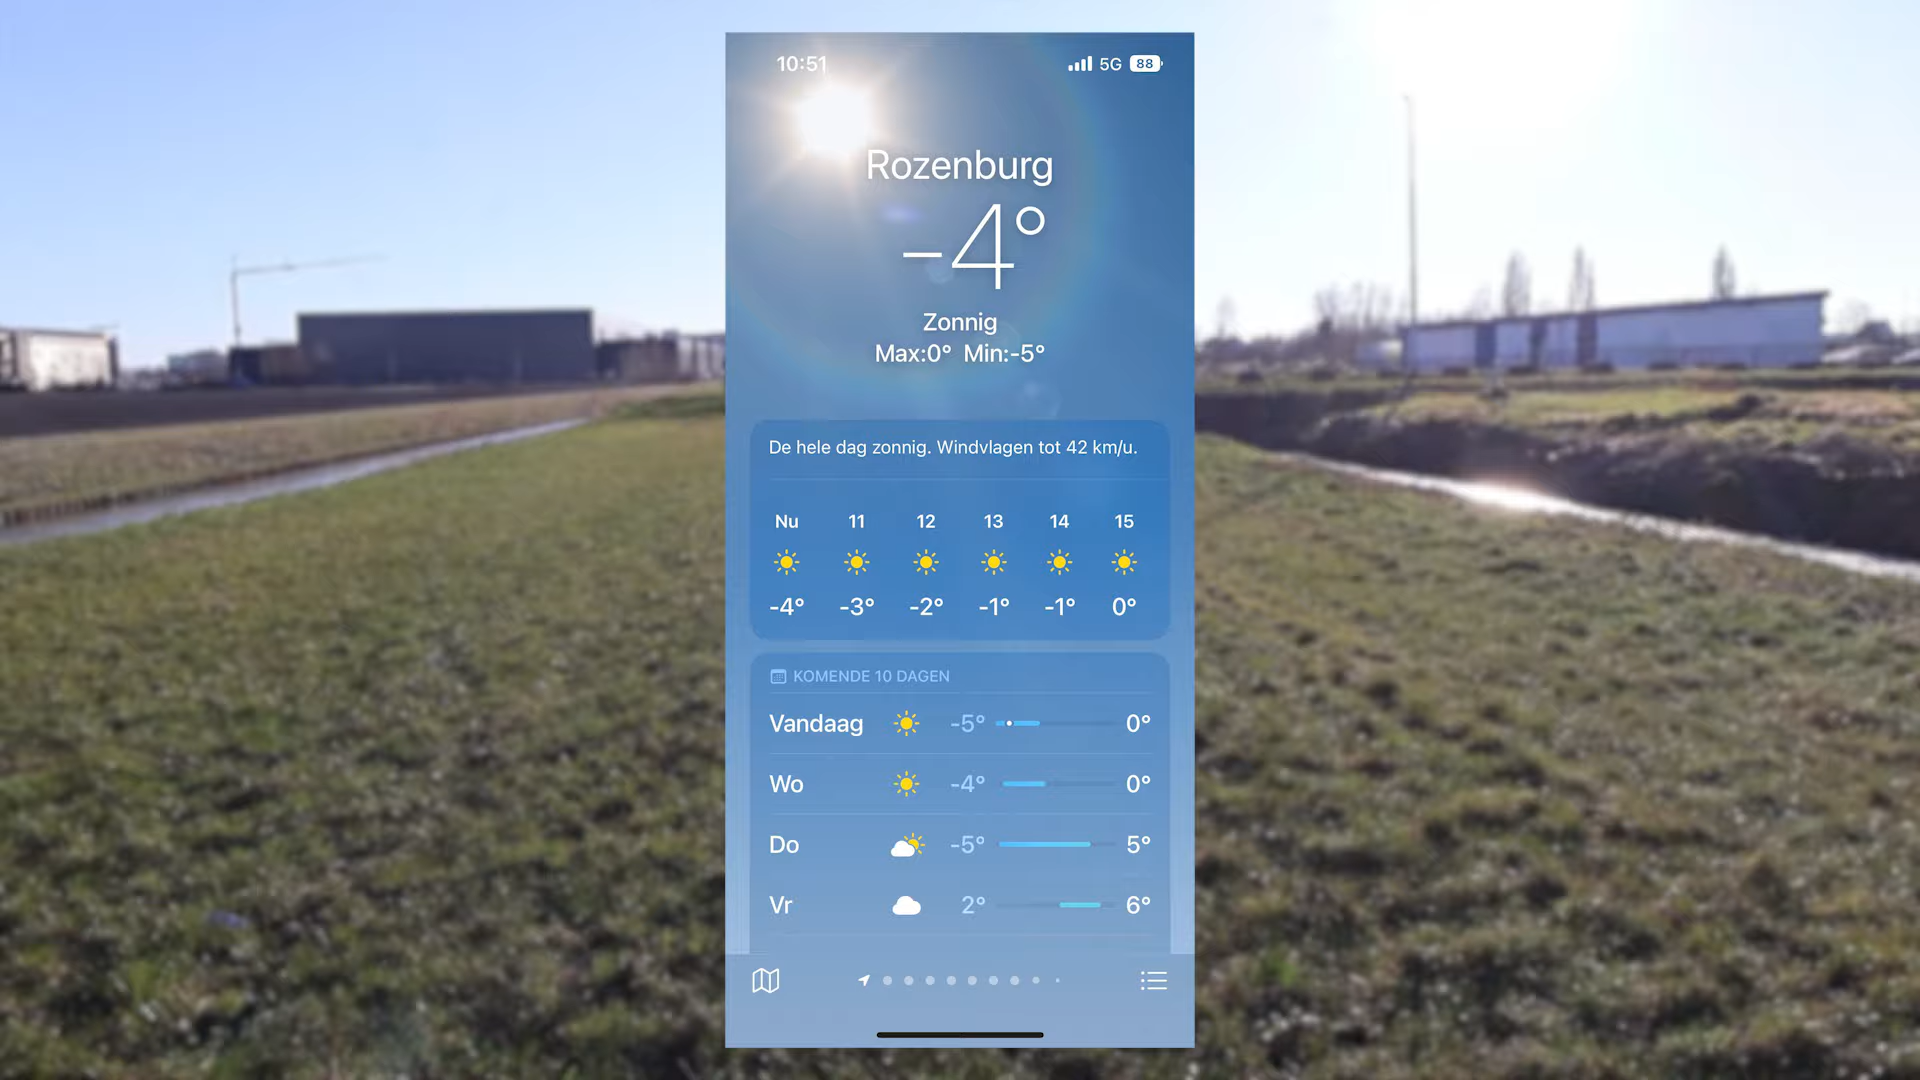 10:51 5G 88
Rozenburg
-4°
Zonnig
Max:0° Min:-5°
De hele dag zonnig. Windvlagen tot 42 km/u.
Nu 11 12 13 14 15
-4° -3° -2° -1° -1° 0°
KOMENDE 10 DAGEN
Vandaag -5° 0°
Wo -4° 0°
Do -5° 5°
Vr 2° 6°